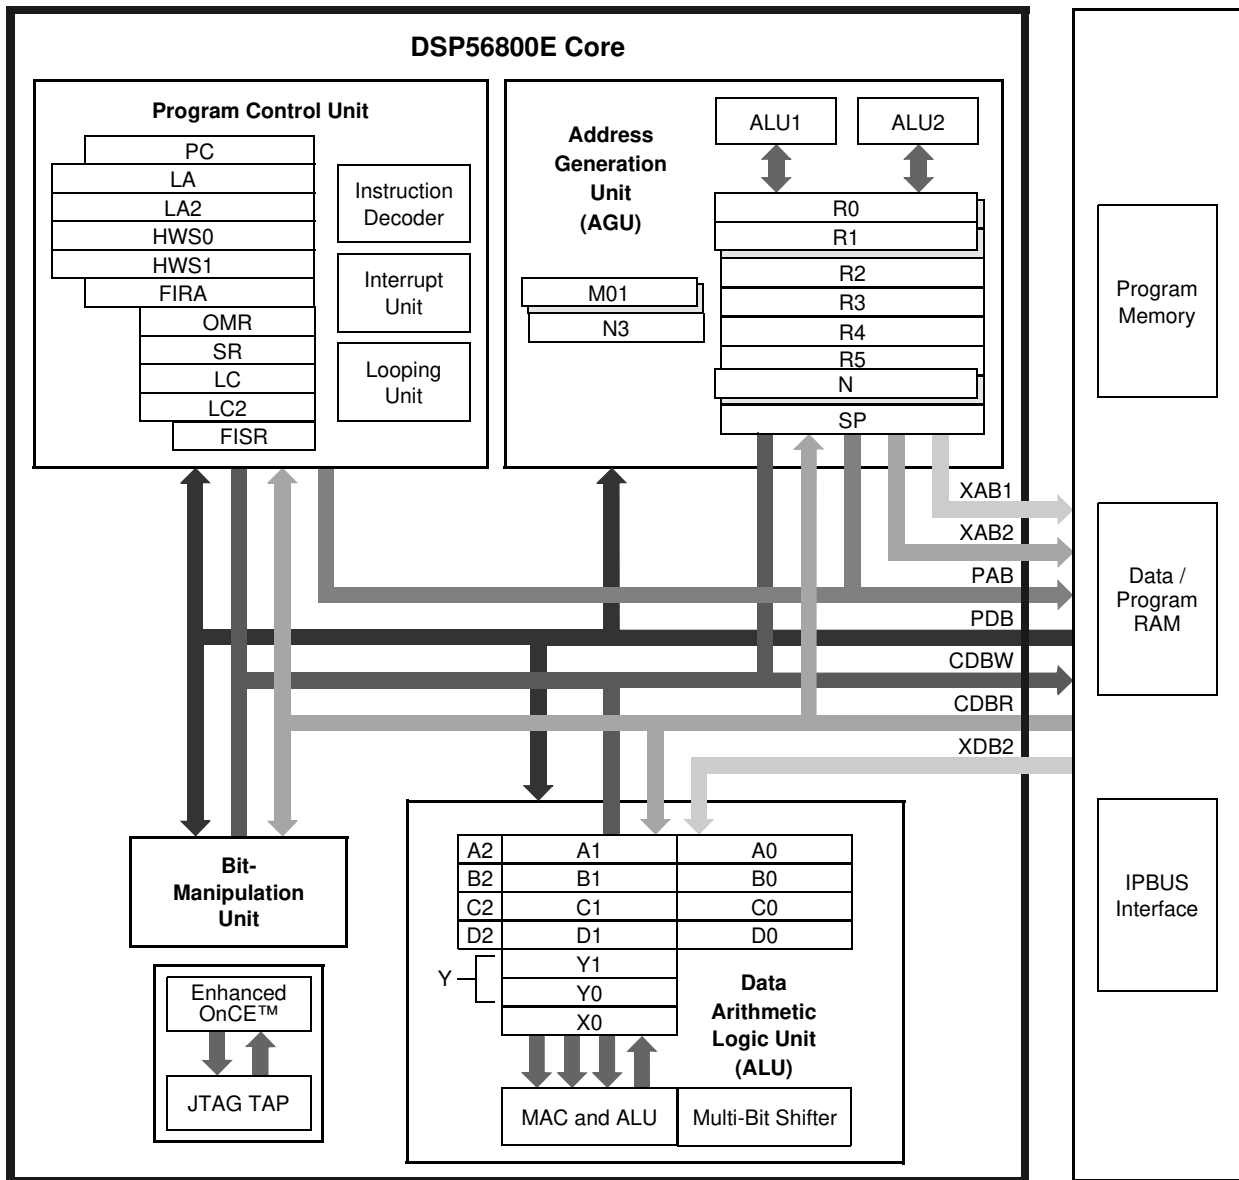 DSP56800E Core
Program Control Unit
PC
LA
LA2
HWS0
HWS1
FIRA
OMR
SR
LC
LC2
FISR
Instruction
Decoder
Interrupt
Unit
Looping
Unit
Address
Generation
Unit
(AGU)
ALU1
ALU2
R0
R1
R2
R3
R4
R5
N
SP
M01
N3
XAB1
XAB2
PAB
PDB
CDBW
CDBR
XDB2
Program
Memory
Data /
Program
RAM
IPBUS
Interface
Bit-
Manipulation
Unit
Enhanced
OnCE™
JTAG TAP
A2 A1 A0
B2 B1 B0
C2 C1 C0
D2 D1 D0
Y
Y1
Y0
X0
Data
Arithmetic
Logic Unit
(ALU)
MAC and ALU
Multi-Bit Shifter